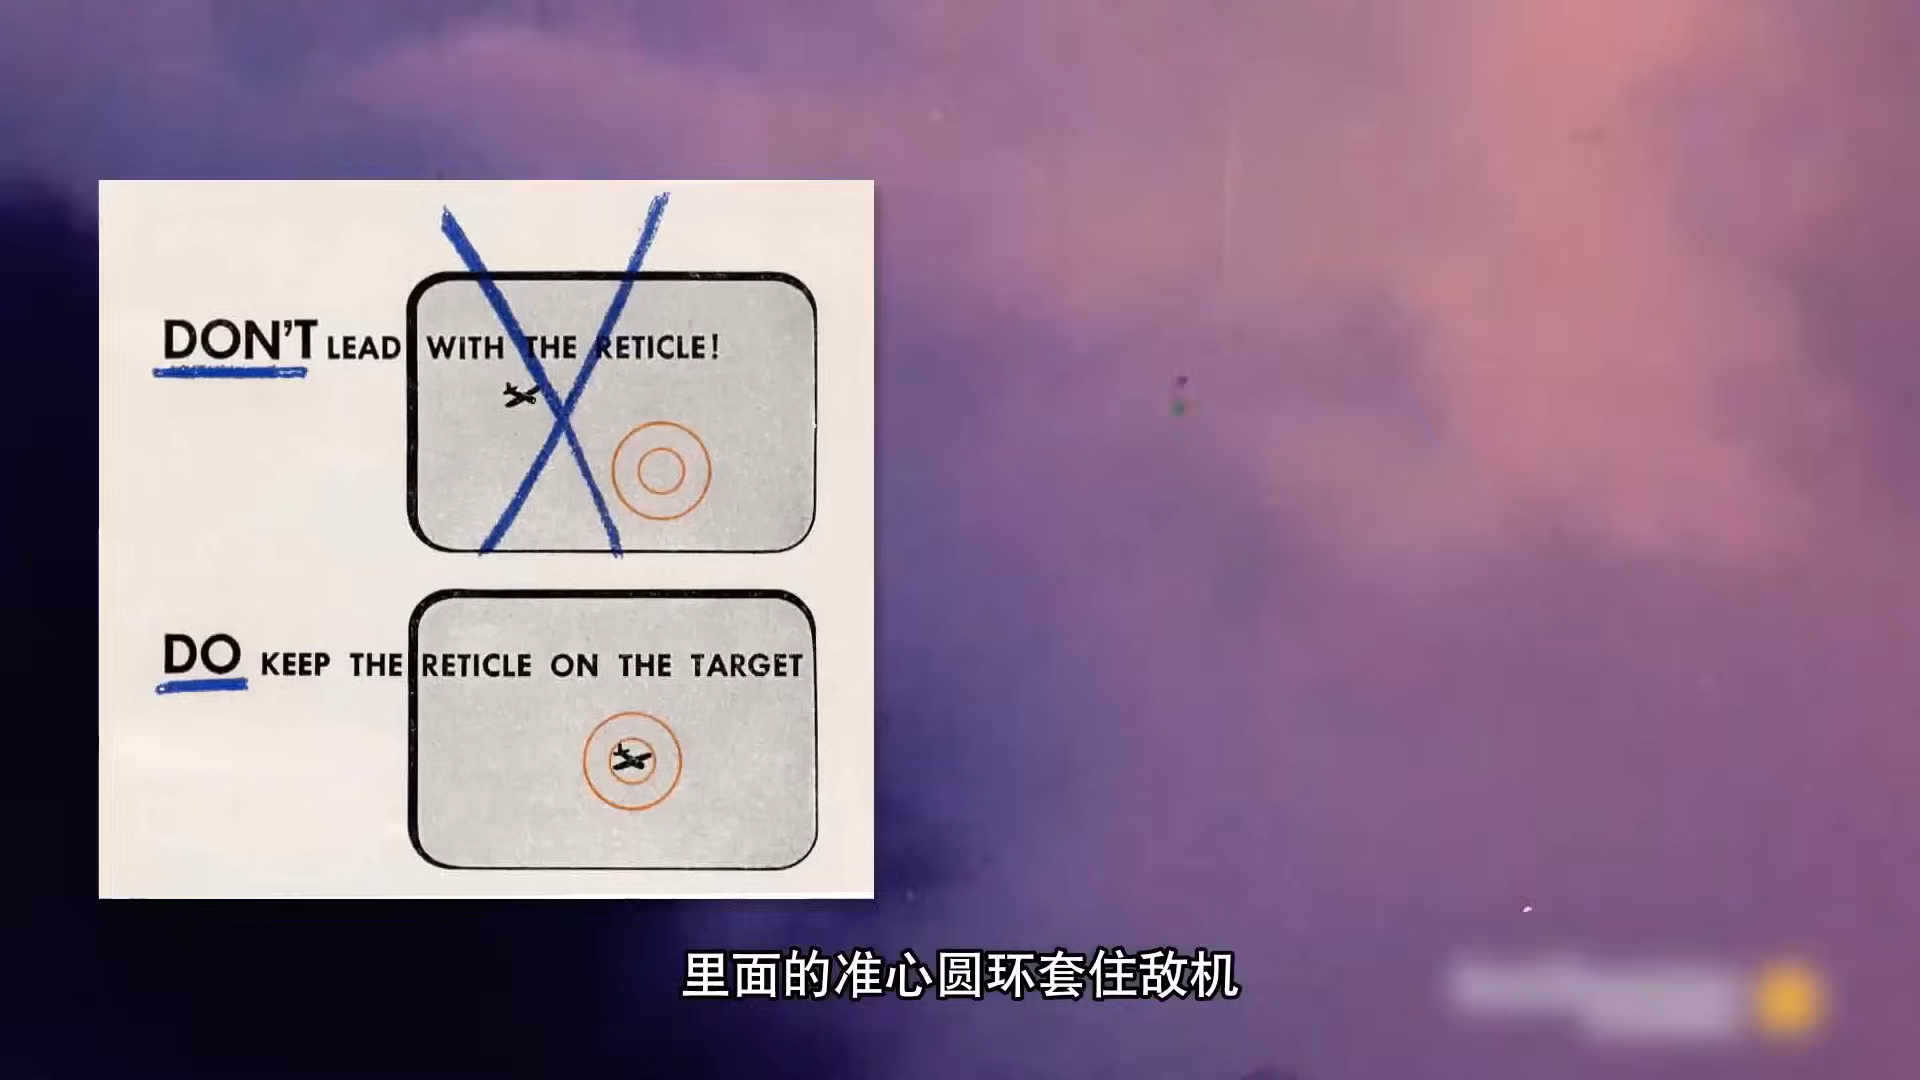 DON'T LEAD WITH THE RETICLE!
DO KEEP THE RETICLE ON THE TARGET
里面的准心圆环套住敌机